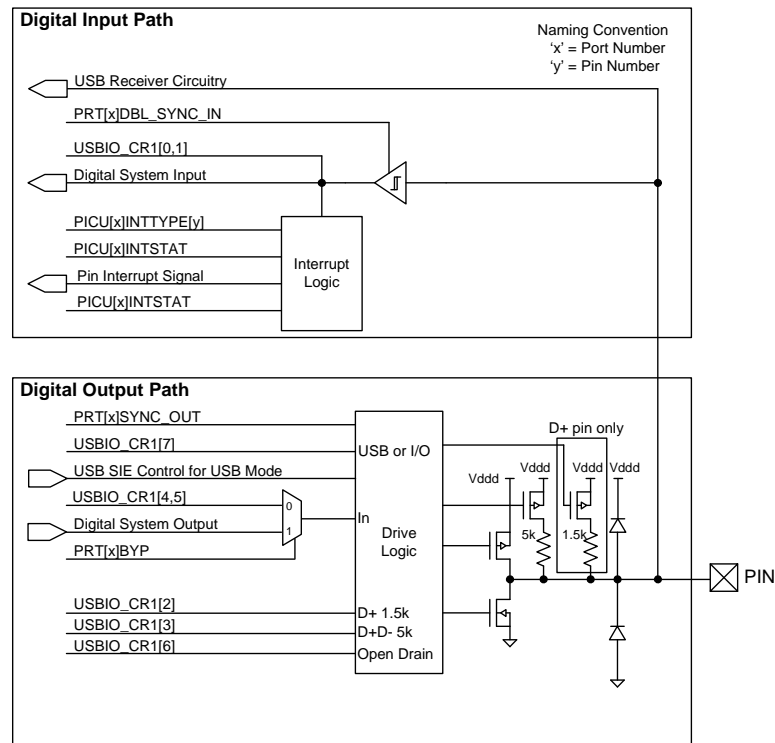 Digital Input Path
Naming Convention
‘x’ = Port Number
‘y’ = Pin Number
USB Receiver Circuitry
PRT[x]DBL_SYNC_IN
USBIO_CR1[0,1]
Digital System Input
PICU[x]INTTYPE[y]
PICU[x]INTSTAT
Pin Interrupt Signal
PICU[x]INTSTAT
Interrupt
Logic
Digital Output Path
PRT[x]SYNC_OUT
USBIO_CR1[7]
USB SIE Control for USB Mode
USBIO_CR1[4,5]
Digital System Output
PRT[x]BYP
0
1
USBIO_CR1[2]
USBIO_CR1[3]
USBIO_CR1[6]
USB or I/O
In
Drive
Logic
D+ 1.5k
D+D- 5k
Open Drain
D+ pin only
Vddd
Vddd
Vddd
Vddd
5k
1.5k
PIN